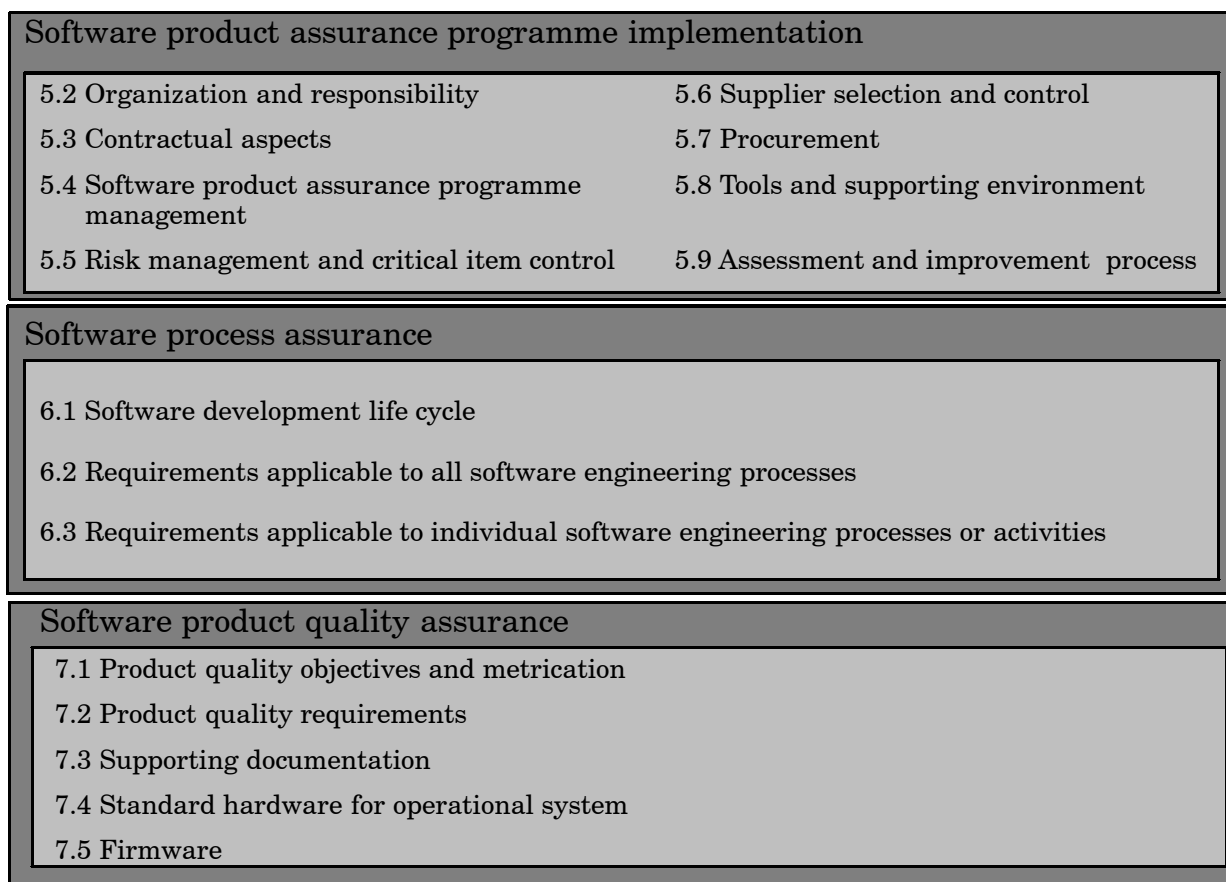 Software product assurance programme implementation
5.2 Organization and responsibility
5.3 Contractual aspects
5.4 Software product assurance programme
management
5.5 Risk management and critical item control
5.6 Supplier selection and control
5.7 Procurement
5.8 Tools and supporting environment
5.9 Assessment and improvement process
Software process assurance
6.1 Software development life cycle
6.2 Requirements applicable to all software engineering processes
6.3 Requirements applicable to individual software engineering processes or activities
Software product quality assurance
7.1 Product quality objectives and metrication
7.2 Product quality requirements
7.3 Supporting documentation
7.4 Standard hardware for operational system
7.5 Firmware